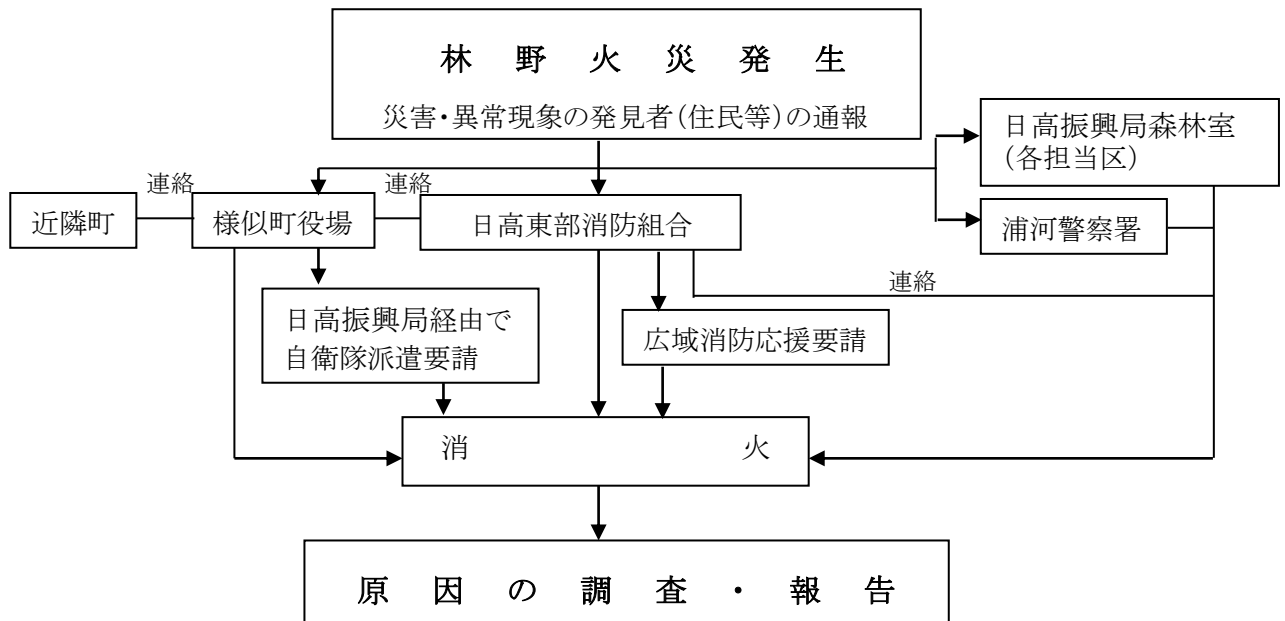 林野火災発生
災害・異常現象の発見者(住民等)の通報
日高振興局森林室
(各担当区)
連絡
連絡
近隣町
様似町役場
日高東部消防組合
浦河警察署
連絡
日高振興局経由で
自衛隊派遣要請
広域消防応援要請
消火
原因の調査・報告